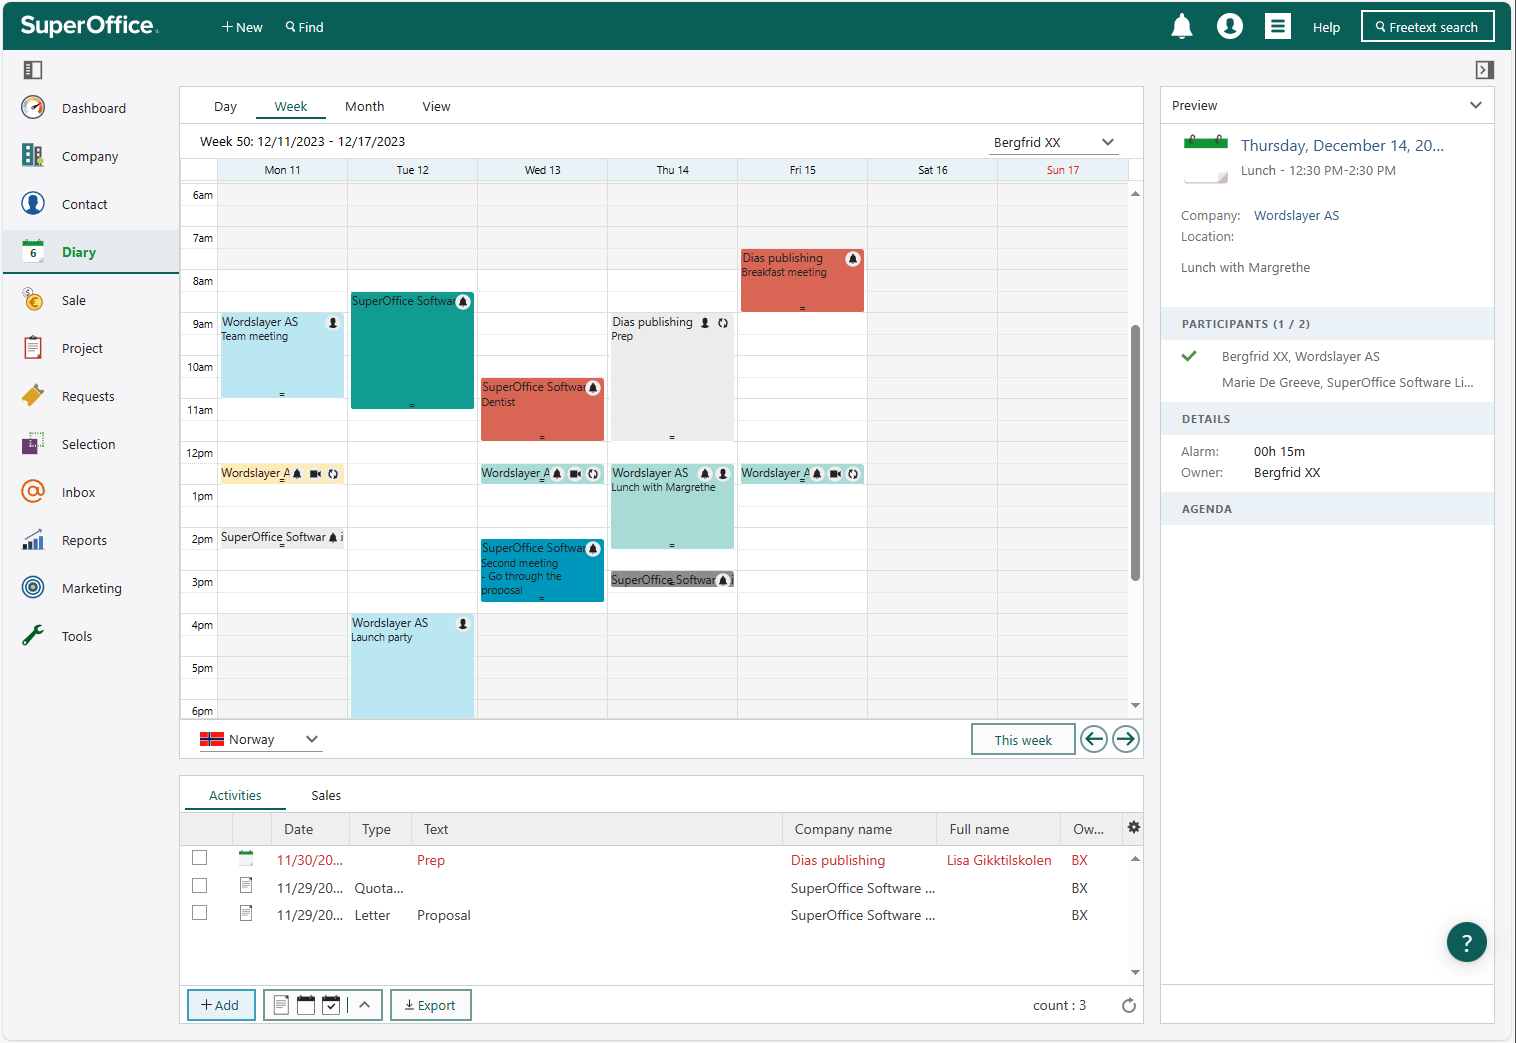 SuperOffice
+ New
Find
Help
Freetext search
Dashboard
Company
Contact
6
Diary
Sale
Project
Requests
Selection
Inbox
Reports
Marketing
Tools
Day
Week
Month
View
Week 50: 12/11/2023 - 12/17/2023
Bergfrid XX
Mon 11
Tue 12
Wed 13
Thu 14
Fri 15
Sat 16
Sun 17
6am
7am
8am
9am
10am
11am
12pm
1pm
2pm
3pm
4pm
5pm
6pm
Wordslayer AS
Team meeting
Wordslayer A
SuperOffice Softwar
SuperOffice Softwa
Wordslayer AS
Launch party
SuperOffice Softwa
Dentist
Wordslayer A
SuperOffice Softwa
Second meeting
- Go through the
proposal
Dias publishing
Prep
Wordslayer AS
Lunch with Margrethe
SuperOffice Softwar
Dias publishing
Breakfast meeting
Wordslayer A
Norway
This week
Activities
Sales
Date
Type
Text
Company name
Full name
Ow...
11/30/20...
Prep
Dias publishing
Lisa Gikktilskolen
BX
11/29/20...
Quota...
SuperOffice Software ...
BX
11/29/20...
Letter
Proposal
SuperOffice Software ...
BX
+ Add
Export
count : 3
Preview
Thursday, December 14, 20...
Lunch - 12:30 PM-2:30 PM
Company: Wordslayer AS
Location:
Lunch with Margrethe
PARTICIPANTS (1 / 2)
Bergfrid XX, Wordslayer AS
Marie De Greeve, SuperOffice Software Li...
DETAILS
Alarm: 00h 15m
Owner: Bergfrid XX
AGENDA
?